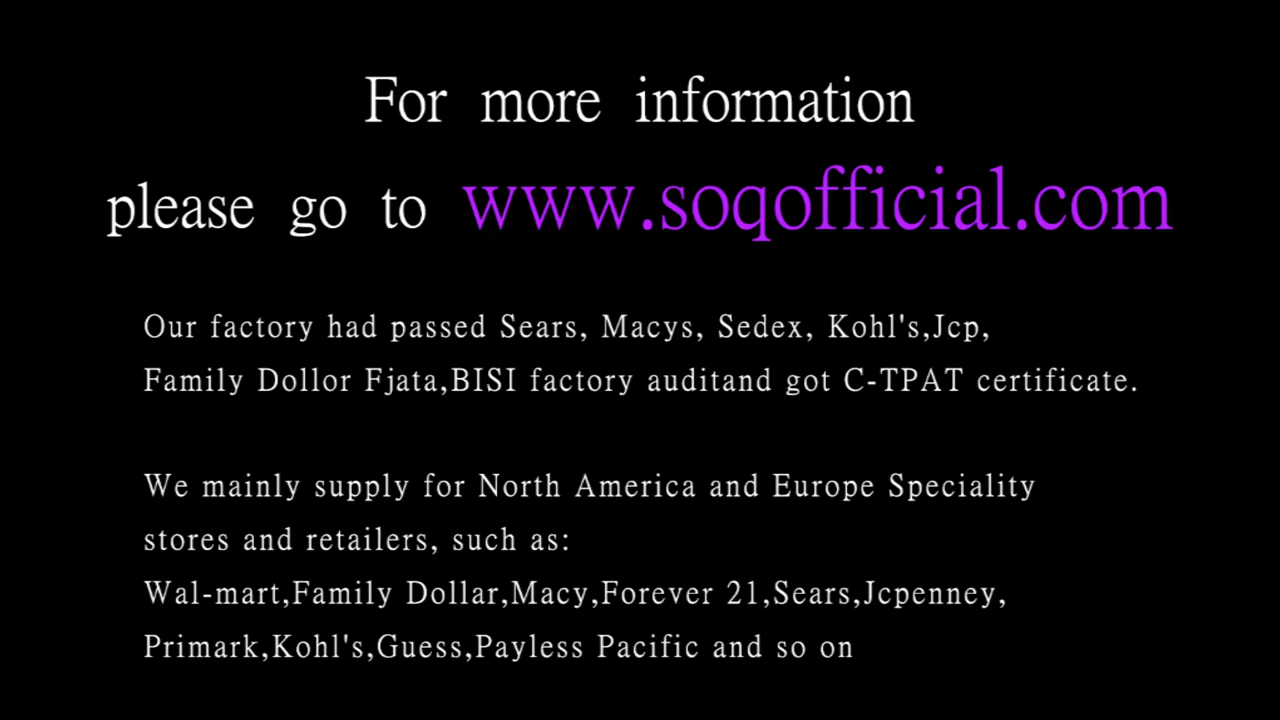 For more information
please go to www.soqofficial.com
Our factory had passed Sears, Macys, Sedex, Kohl's,Jcp,
Family Dollor Fjata,BISI factory auditand got C-TPAT certificate.
We mainly supply for North America and Europe Speciality
stores and retailers, such as:
Wal-mart,Family Dollar,Macy,Forever 21,Sears,Jcpenney,
Primark,Kohl's,Guess,Payless Pacific and so on